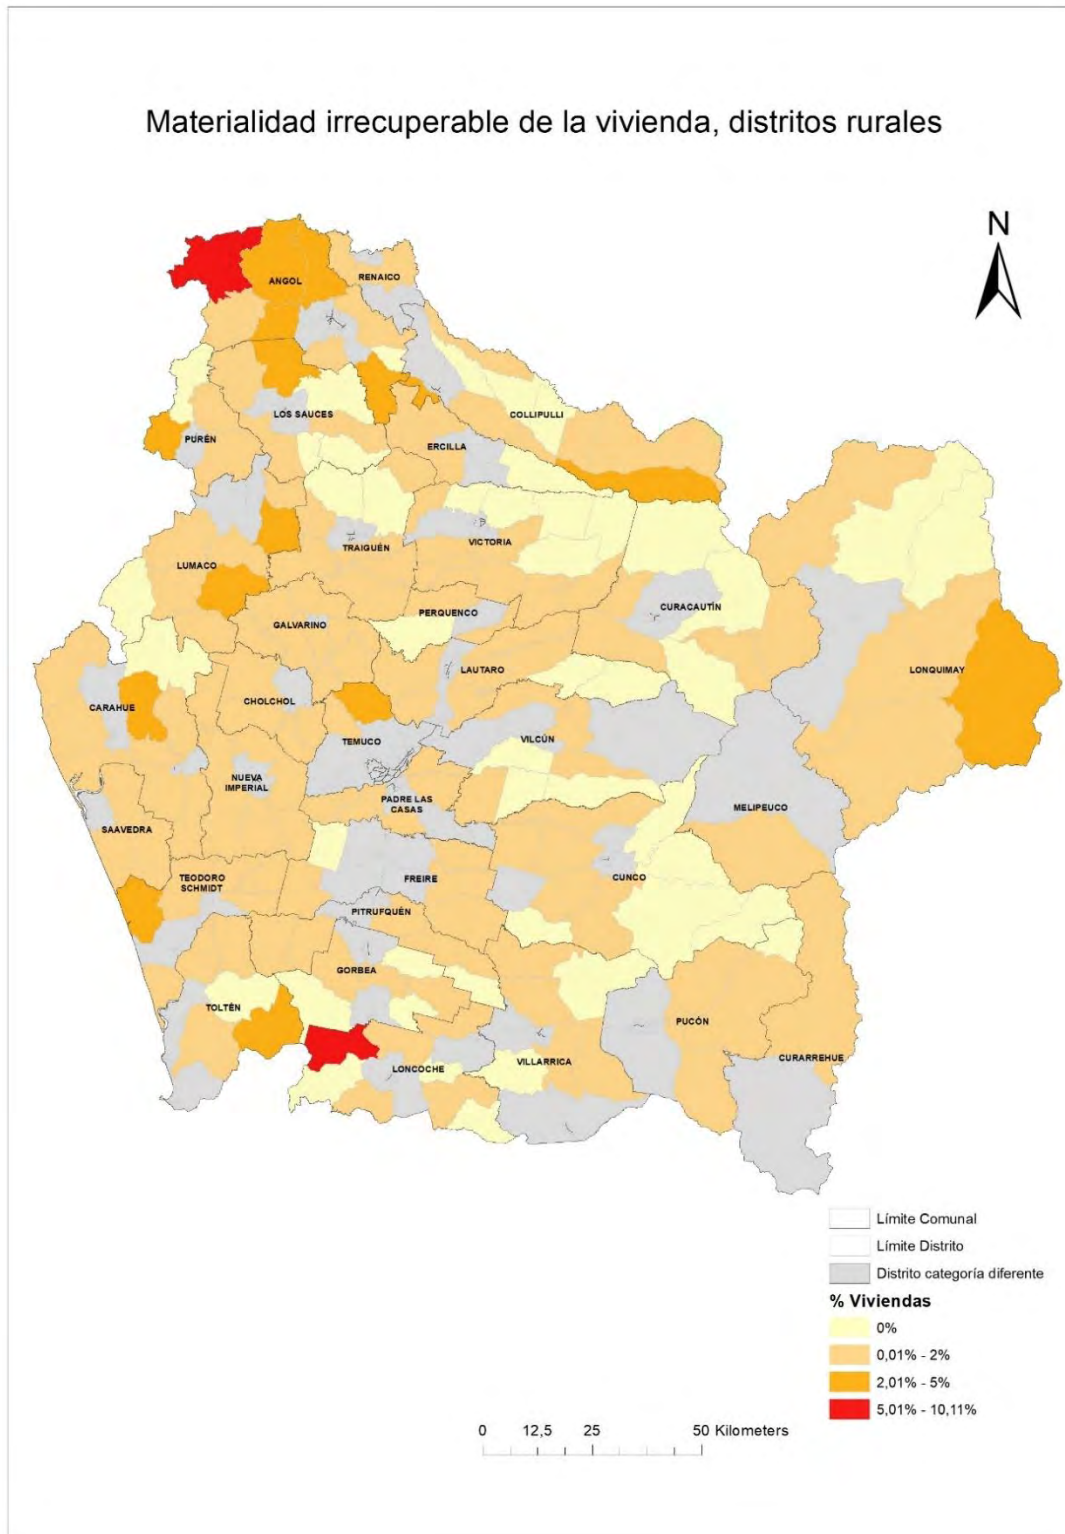 Materialidad irrecuperable de la vivienda, distritos rurales
N
ANGOL
RENAICO
COLLIPULLI
LOS SAUCES
PURÉN
ERCILLA
TRAIGUÉN
VICTORIA
LUMACO
CURACAUTÍN
PERQUENCO
GALVARINO
LONQUIMAY
LAUTARO
CHOLCHOL
CARAHUE
TEMUCO
VILCÚN
NUEVA
IMPERIAL
PADRE LAS
CASAS
MELIPEUCO
SAAVEDRA
TEODORO
SCHMIDT
FREIRE
CUNCO
PITRUFQUÉN
GORBEA
TOLTÉN
PUCÓN
VILLARRICA
CURARREHUE
LONCOCHE
Límite Comunal
Límite Distrito
Distrito categoría diferente
% Viviendas
0%
0,01% - 2%
2,01% - 5%
5,01% - 10,11%
0 12,5 25 50 Kilometers